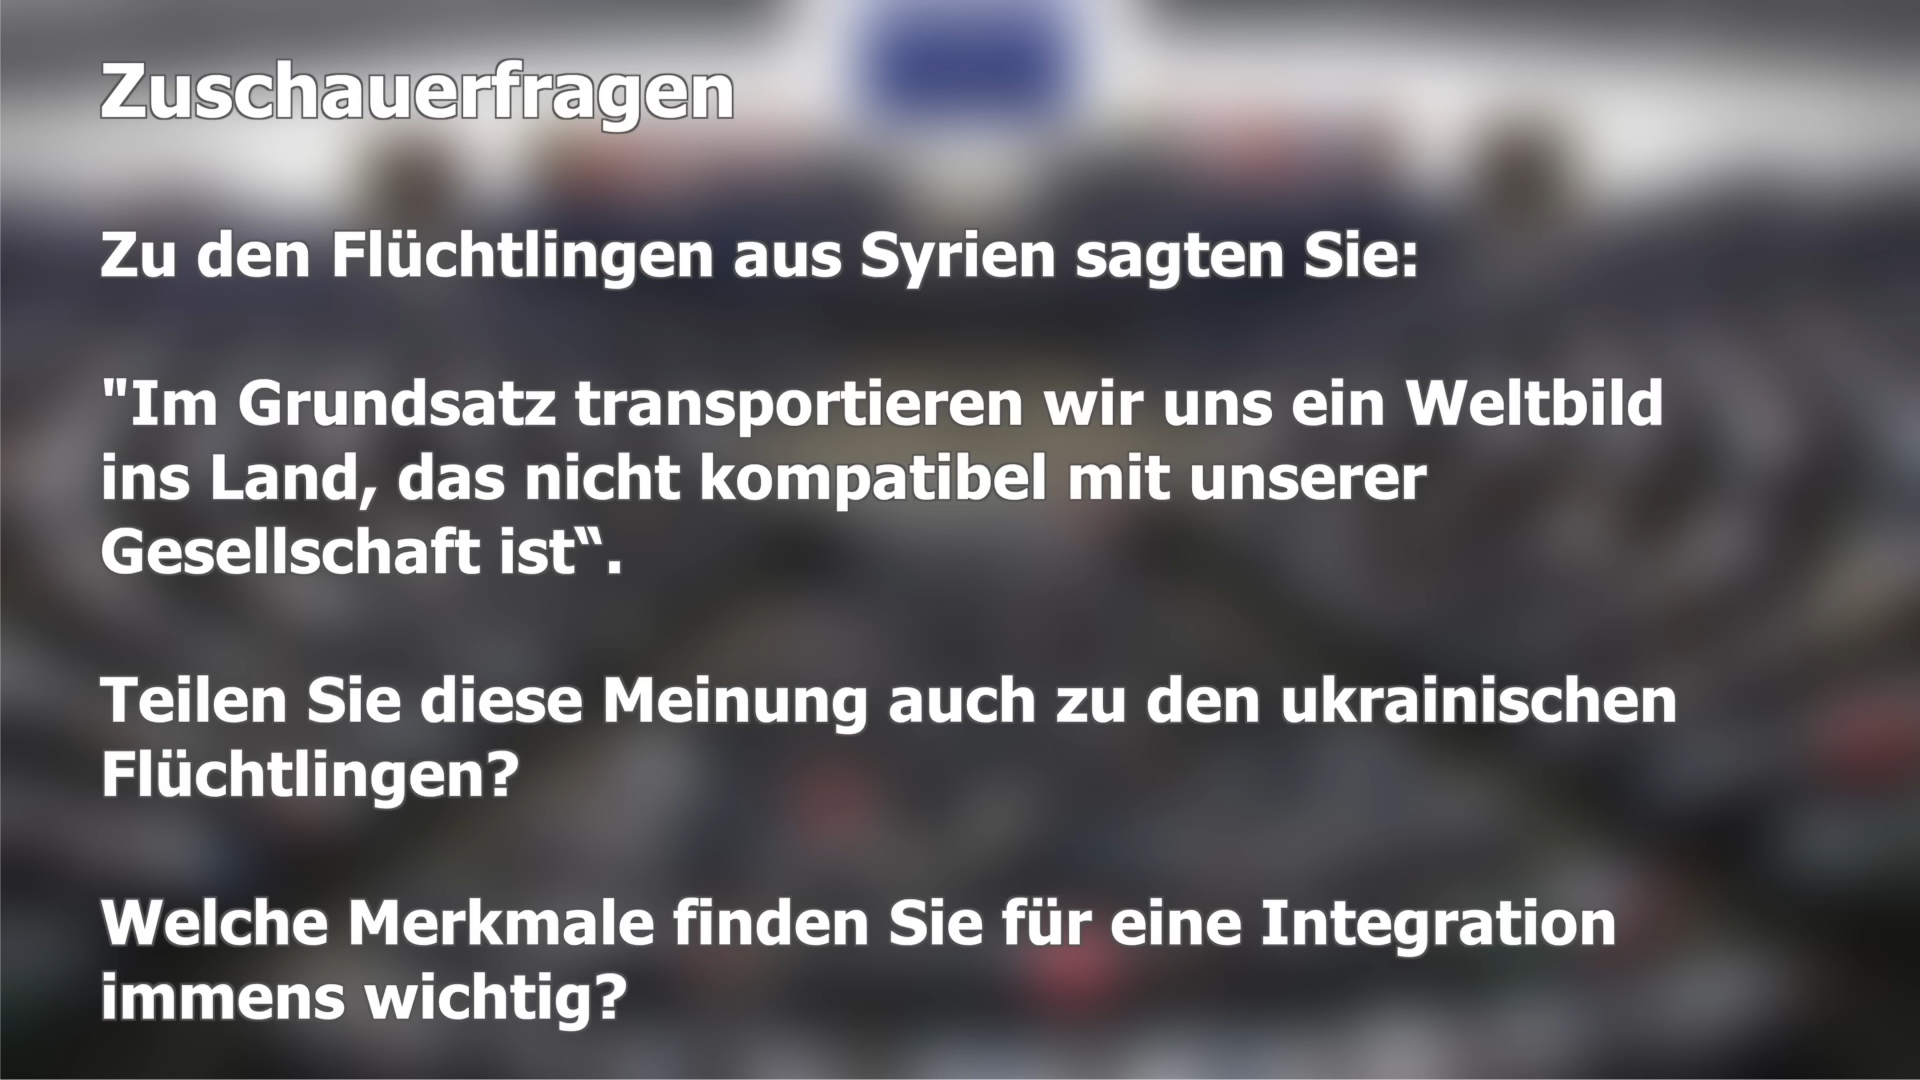 Zuschauerfragen
Zu den Flüchtlingen aus Syrien sagten Sie:
"Im Grundsatz transportieren wir uns ein Weltbild
ins Land, das nicht kompatibel mit unserer
Gesellschaft ist“.
Teilen Sie diese Meinung auch zu den ukrainischen
Flüchtlingen?
Welche Merkmale finden Sie für eine Integration
immens wichtig?